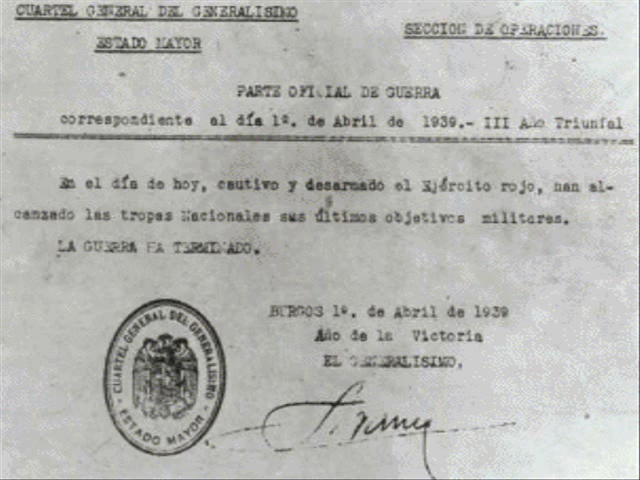 CUARTEL GENERAL DEL GENERALISIMO
ESTADO MAYOR
SECCION DE OPERACIONES.
PARTE OFICIAL DE GUERRA
correspondiente al día 1º. de Abril de 1939.- III Año Triunfal
En el día de hoy, cautivo y desarmado el Ejército rojo, han al-
canzado las tropas Nacionales sus últimos objetivos militares.
LA GUERRA HA TERMINADO.
BURGOS 1º. de Abril de 1939
Año de la Victoria
EL GENERALISIMO.
CUARTEL GENERAL DEL GENERALISIMO
- ESTADO MAYOR -
F. Franco